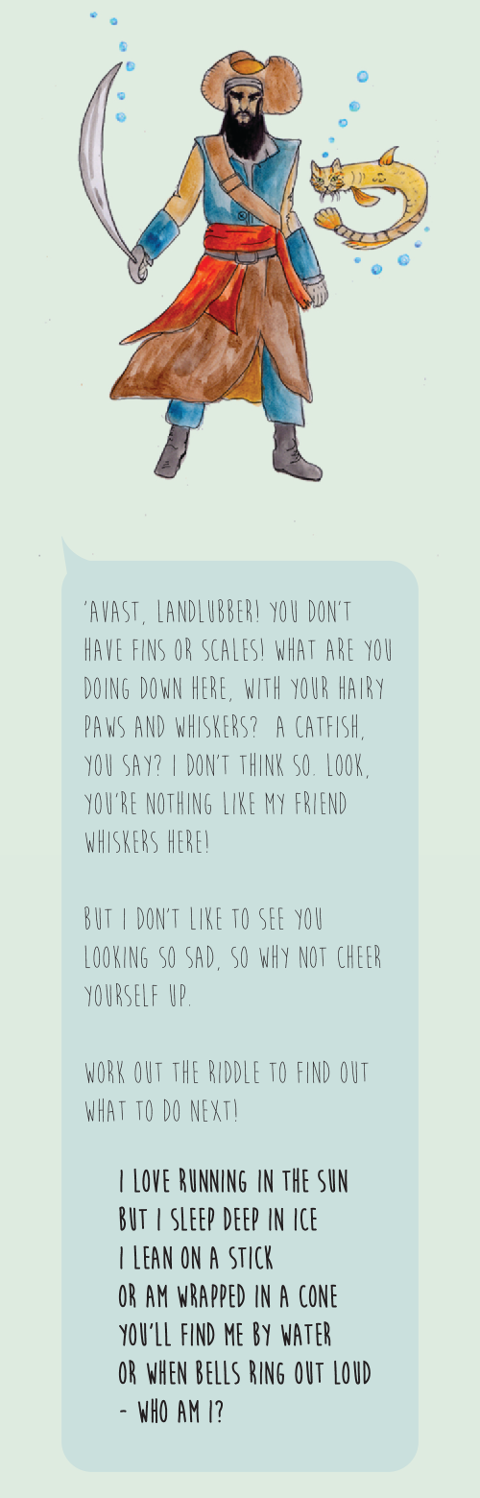 'AVAST, LANDLUBBER! YOU DON'T
HAVE FINS OR SCALES! WHAT ARE YOU
DOING DOWN HERE, WITH YOUR HAIRY
PAWS AND WHISKERS? A CATFISH,
YOU SAY? I DON'T THINK SO. LOOK,
YOU'RE NOTHING LIKE MY FRIEND
WHISKERS HERE!
BUT I DON'T LIKE TO SEE YOU
LOOKING SO SAD, SO WHY NOT CHEER
YOURSELF UP.
WORK OUT THE RIDDLE TO FIND OUT
WHAT TO DO NEXT!
I LOVE RUNNING IN THE SUN
BUT I SLEEP DEEP IN ICE
I LEAN ON A STICK
OR AM WRAPPED IN A CONE
YOU'LL FIND ME BY WATER
OR WHEN BELLS RING OUT LOUD
- WHO AM I?